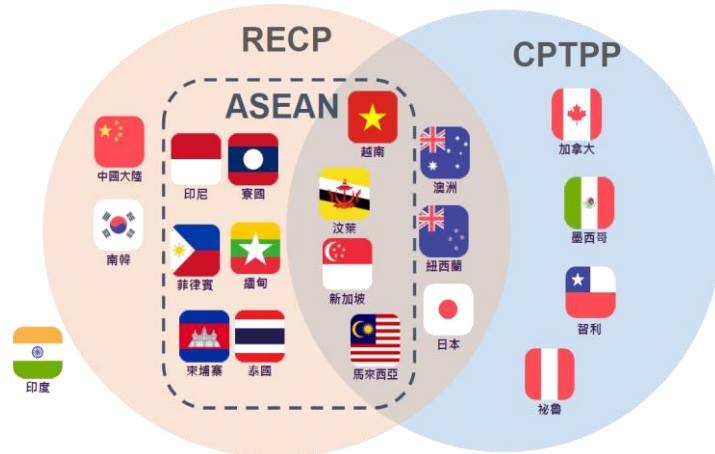 RECP
CPTPP
ASEAN
中國大陸
南韓
印度
印尼
寮國
菲律賓
緬甸
柬埔寨
泰國
越南
汶萊
新加坡
馬來西亞
澳洲
紐西蘭
日本
加拿大
墨西哥
智利
祕魯